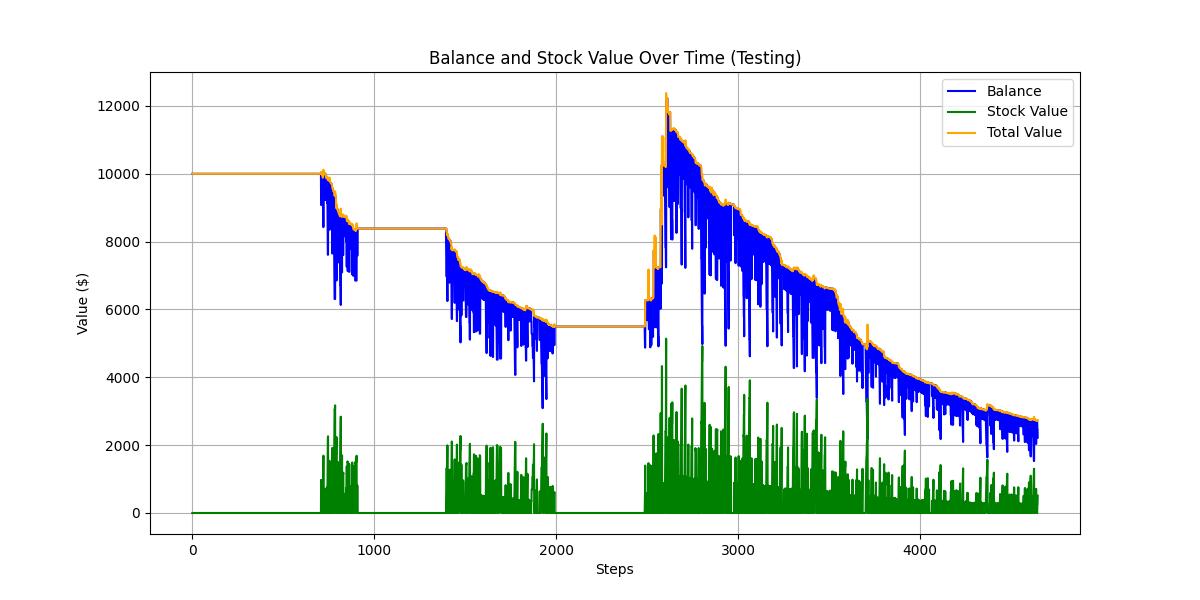 Balance and Stock Value Over Time (Testing)
Balance
Stock Value
Total Value
Value ($)
12000
10000
8000
6000
4000
2000
0
0 1000 2000 3000 4000
Steps